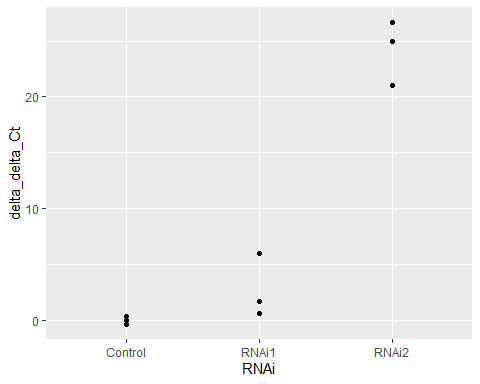 delta_delta_Ct
20
10
0
Control RNAi1 RNAi2
RNAi